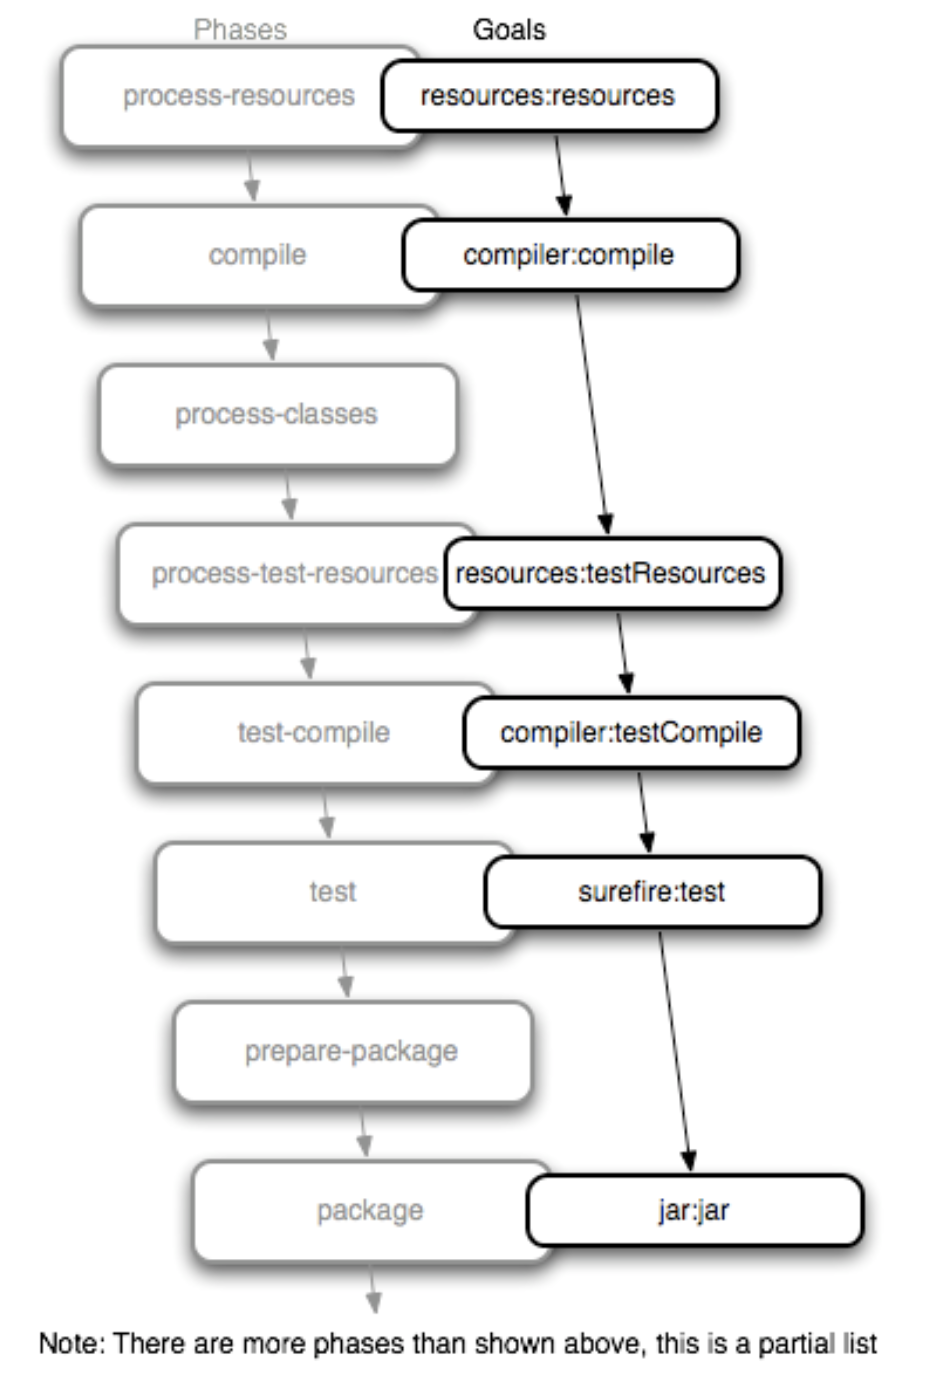 Phases Goals
process-resources resources:resources
compile compiler:compile
process-classes
process-test-resources resources:testResources
test-compile compiler:testCompile
test surefire:test
prepare-package
package jar:jar
Note: There are more phases than shown above, this is a partial list